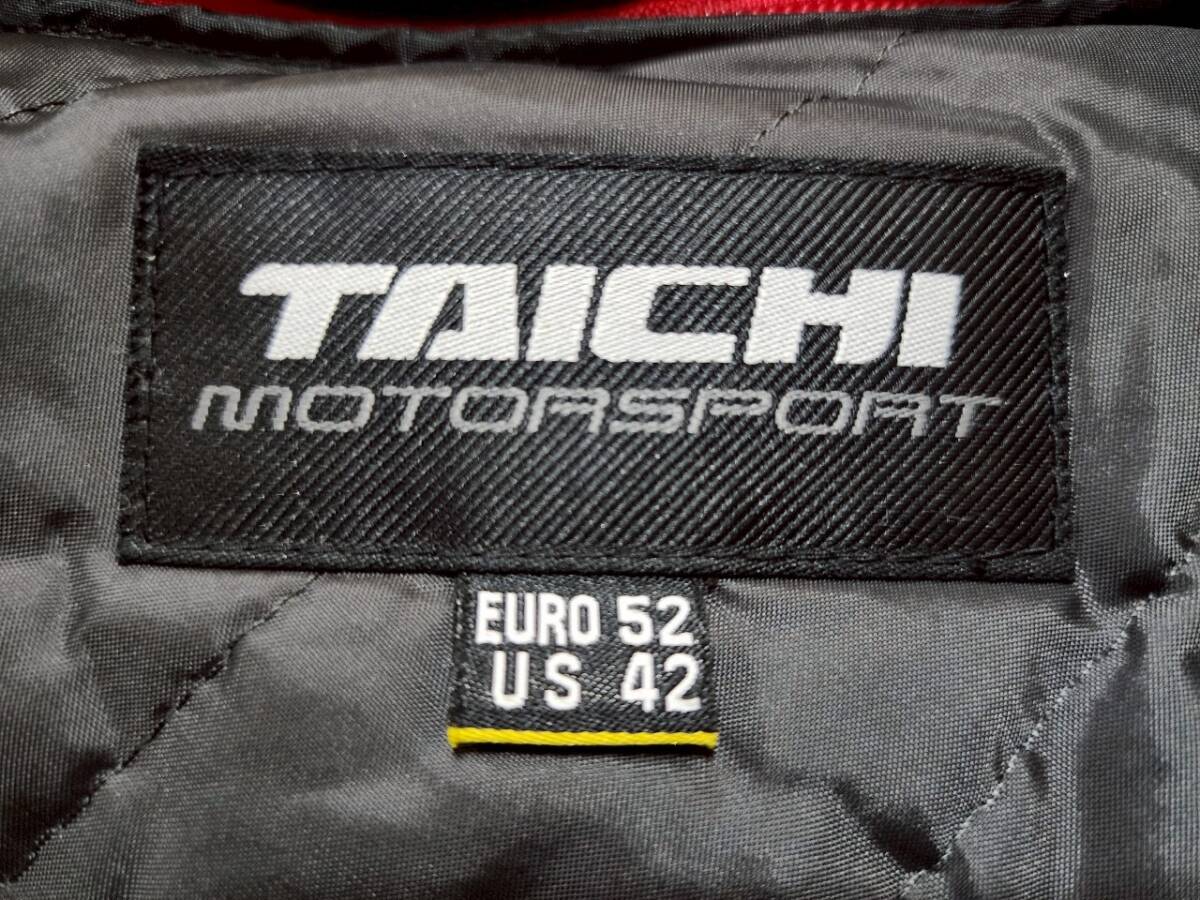 TAICHI
MOTORSPORT
EURO 52
US 42